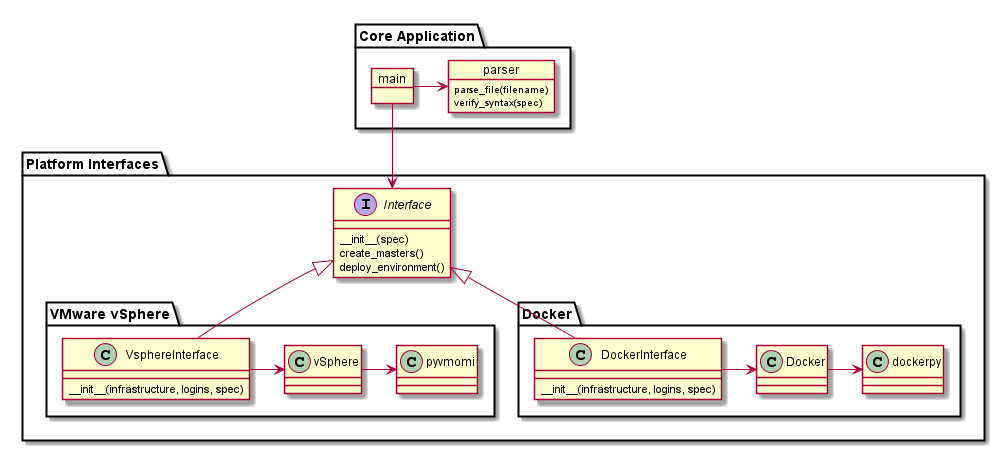 Core Application
main
parser
parse_file(filename)
verify_syntax(spec)
Platform Interfaces
I Interface
__init__(spec)
create_masters()
deploy_environment()
VMware vSphere
C VsphereInterface
__init__(infrastructure, logins, spec)
C vSphere
C pyvmomi
Docker
C DockerInterface
__init__(infrastructure, logins, spec)
C Docker
C dockerpy